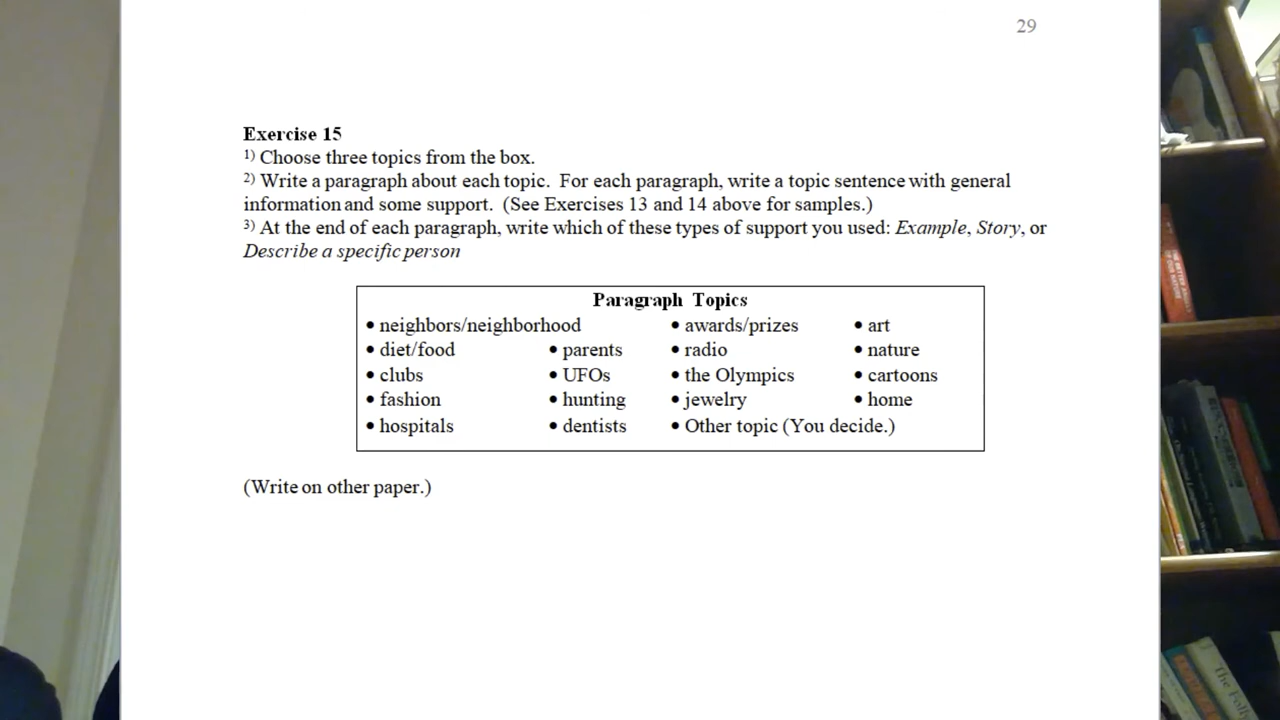 29
Exercise 15
1) Choose three topics from the box.
2) Write a paragraph about each topic. For each paragraph, write a topic sentence with general
information and some support. (See Exercises 13 and 14 above for samples.)
3) At the end of each paragraph, write which of these types of support you used: Example, Story, or
Describe a specific person
Paragraph Topics
• neighbors/neighborhood • awards/prizes • art
• diet/food • parents • radio • nature
• clubs • UFOs • the Olympics • cartoons
• fashion • hunting • jewelry • home
• hospitals • dentists • Other topic (You decide.)
(Write on other paper.)